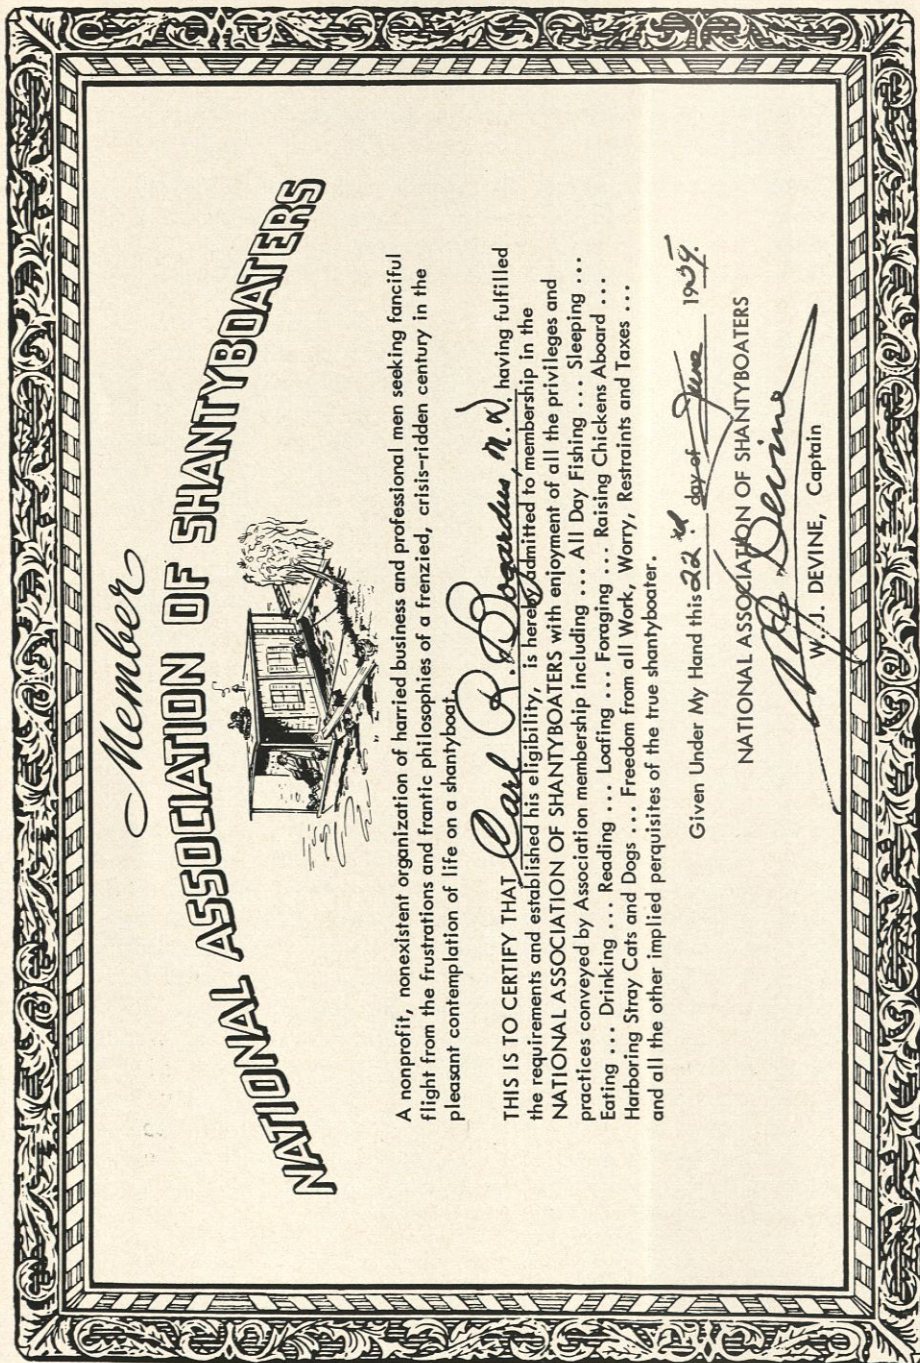 Member
NATIONAL ASSOCIATION OF SHANTYBOATERS
A nonprofit, nonexistent organization of harried business and professional men seeking fanciful
flight from the frustrations and frantic philosophies of a frenzied, crisis-ridden century in the
pleasant contemplation of life on a shantyboat.
THIS IS TO CERTIFY THAT Carl R. Bogardus, M.D. having fulfilled
the requirements and established his eligibility, is hereby admitted to membership in the
NATIONAL ASSOCIATION OF SHANTYBOATERS with enjoyment of all the privileges and
practices conveyed by Association membership including ... All Day Fishing ... Sleeping ...
Eating ... Drinking ... Reading ... Loafing ... Foraging ... Raising Chickens Aboard ...
Harboring Stray Cats and Dogs ... Freedom from all Work, Worry, Restraints and Taxes ...
and all the other implied perquisites of the true shantyboater.
Given Under My Hand this 22 day of June 1959.
NATIONAL ASSOCIATION OF SHANTYBOATERS
W. J. Devine
W. J. DEVINE, Captain